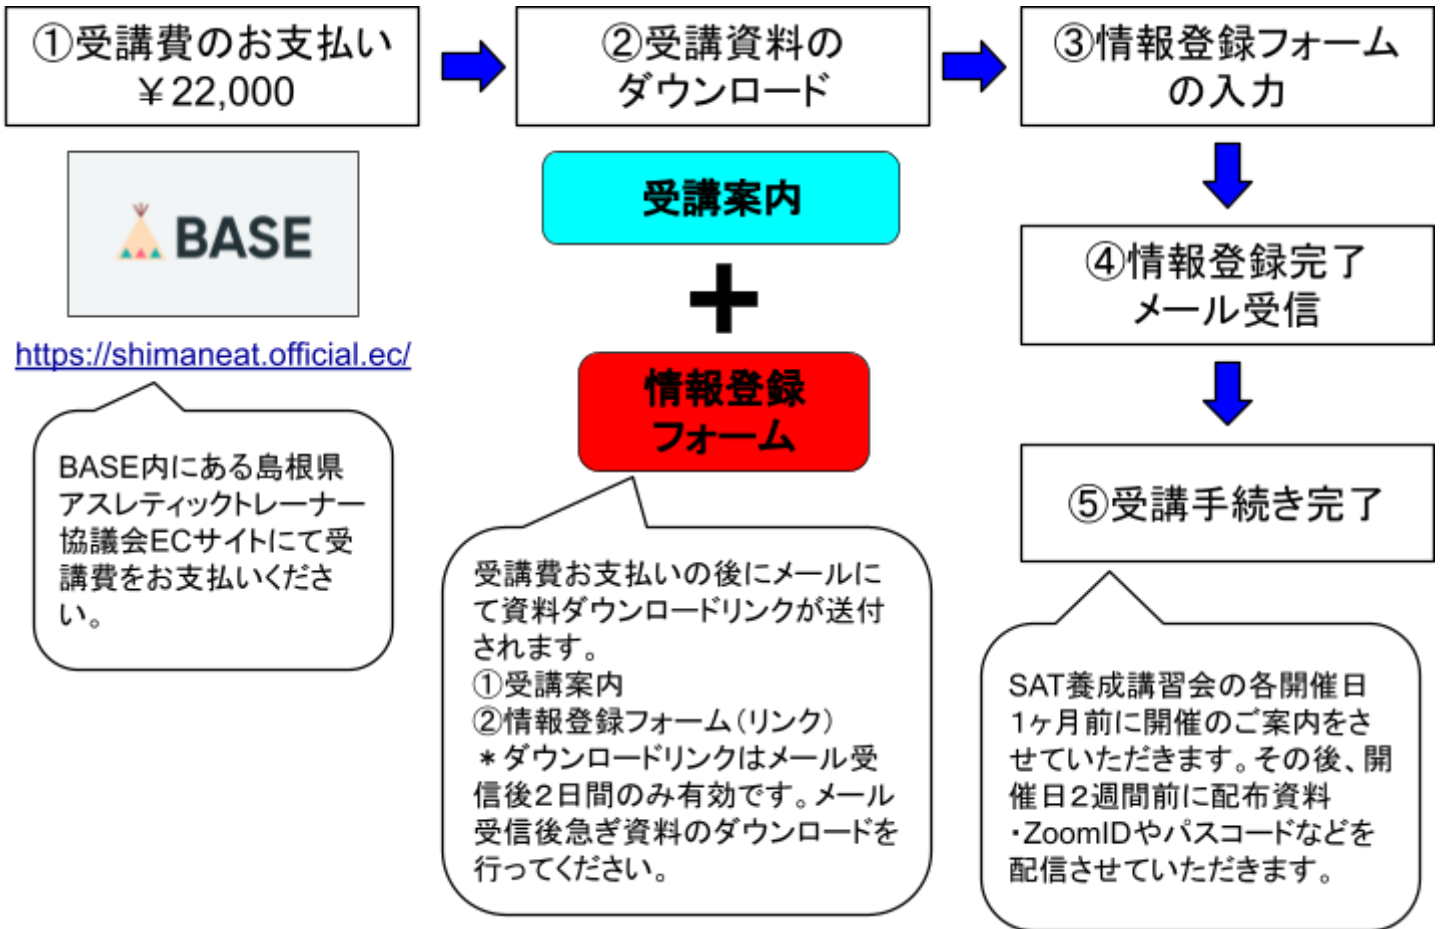 ①受講費のお支払い
￥22,000
②受講資料の
ダウンロード
③情報登録フォーム
の入力
BASE
https://shimaneat.official.ec/
BASE内にある島根県
アスレティックトレーナー
協議会ECサイトにて受
講費をお支払いくださ
い。
受講案内
+
情報登録
フォーム
受講費お支払いの後にメールに
て資料ダウンロードリンクが送付
されます。
①受講案内
②情報登録フォーム（リンク）
＊ダウンロードリンクはメール受
信後２日間のみ有効です。メール
受信後急ぎ資料のダウンロードを
行ってください。
④情報登録完了
メール受信
⑤受講手続き完了
SAT養成講習会の各開催日
1ヶ月前に開催のご案内をさ
せていただきます。その後、開
催日２週間前に配布資料
・ZoomIDやパスコードなどを
配信させていただきます。